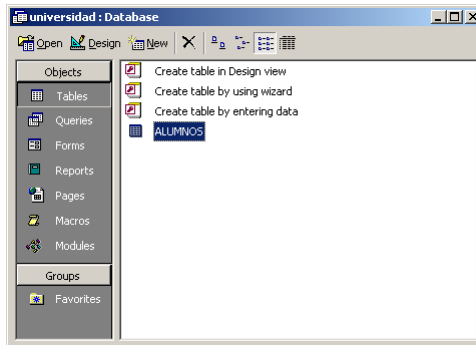 universidad : Database
Open Design New
Objects
Tables
Queries
Forms
Reports
Pages
Macros
Modules
Groups
Favorites
Create table in Design view
Create table by using wizard
Create table by entering data
ALUMNOS